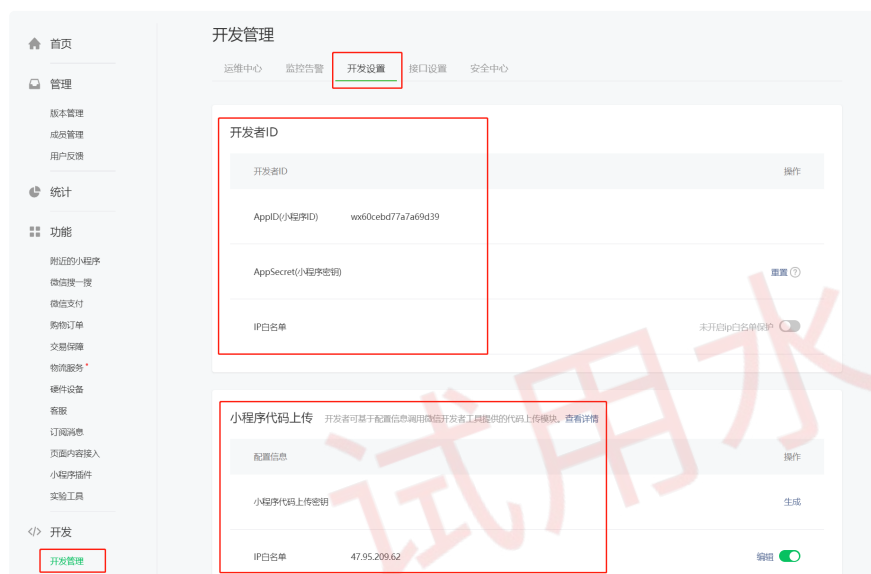 首页
管理
版本管理
成员管理
用户反馈
统计
功能
附近的小程序
微信搜一搜
微信支付
购物订单
交易保障
物流服务
硬件设备
客服
订阅消息
页面内容接入
小程序插件
实验工具
</> 开发
开发管理
开发管理
运维中心 监控告警 开发设置 接口设置 安全中心
开发者ID
开发者ID 操作
AppID(小程序ID) wx60cebd77a7a69d39
AppSecret(小程序密钥) 重置 ?
IP白名单 未开启ip白名单保护
小程序代码上传 开发者可基于配置信息调用微信开发者工具提供的代码上传模块。查看详情
配置信息 操作
小程序代码上传密钥 生成
IP白名单 47.95.209.62 编辑
试用水